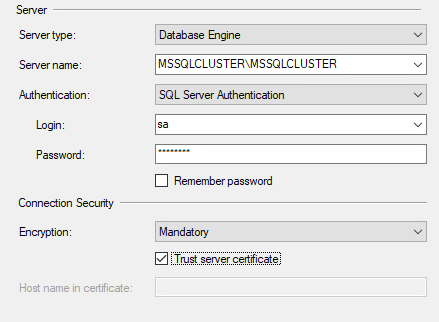 Server
Server type: Database Engine
Server name: MSSQLCLUSTER\MSSQLCLUSTER
Authentication: SQL Server Authentication
Login: sa
Password: ********
Remember password
Connection Security
Encryption: Mandatory
Trust server certificate
Host name in certificate: